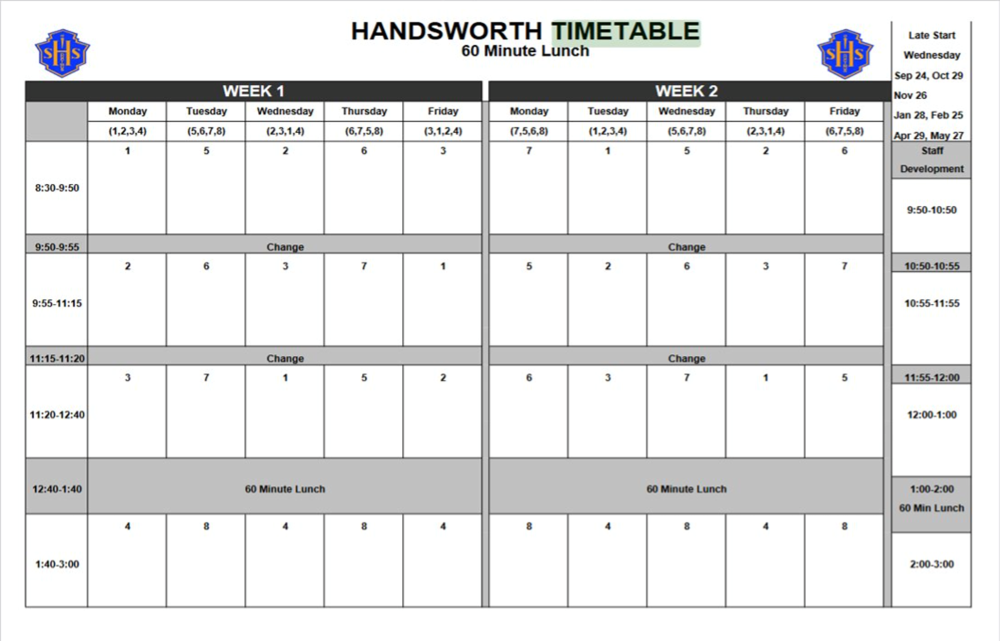 HANDSWORTH TIMETABLE
60 Minute Lunch
SHS
SHS
Late Start
Wednesday
Sep 24, Oct 29
Nov 26
Jan 28, Feb 25
Apr 29, May 27
WEEK 1 WEEK 2
Monday Tuesday Wednesday Thursday Friday Monday Tuesday Wednesday Thursday Friday
(1,2,3,4) (5,6,7,8) (2,3,1,4) (6,7,5,8) (3,1,2,4) (7,5,6,8) (1,2,3,4) (5,6,7,8) (2,3,1,4) (6,7,5,8)
Staff
Development
8:30-9:50 1 5 2 6 3 7 1 5 2 6 9:50-10:50
9:50-9:55 Change Change 10:50-10:55
9:55-11:15 2 6 3 7 1 5 2 6 3 7 10:55-11:55
11:15-11:20 Change Change 11:55-12:00
11:20-12:40 3 7 1 5 2 6 3 7 1 5 12:00-1:00
12:40-1:40 60 Minute Lunch 60 Minute Lunch 1:00-2:00
60 Min Lunch
1:40-3:00 4 8 4 8 4 8 4 8 4 8 2:00-3:00